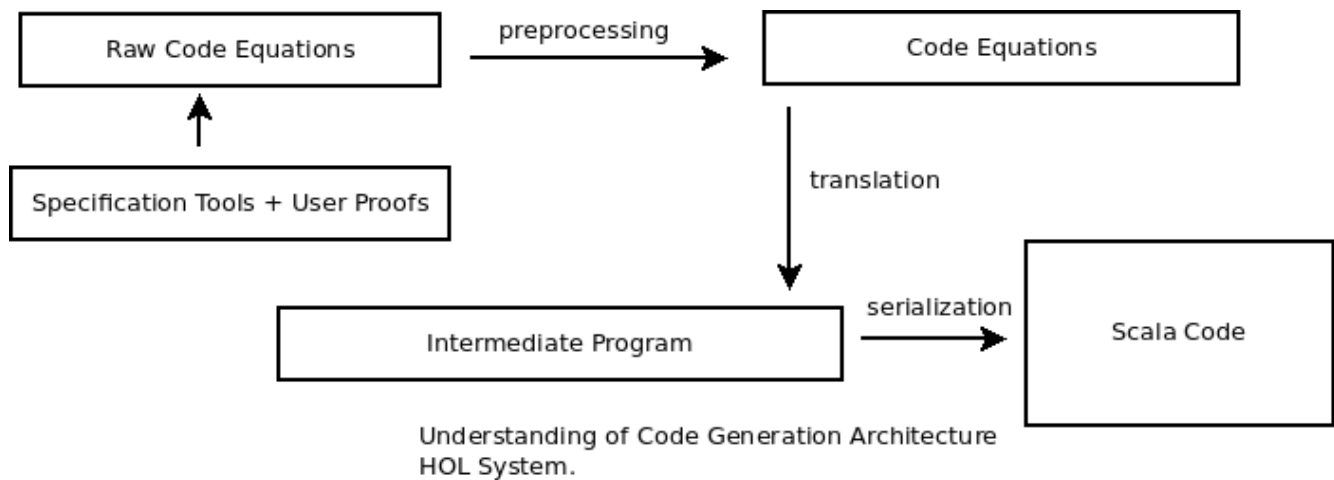 Raw Code Equations
preprocessing
Code Equations
Specification Tools + User Proofs
translation
Intermediate Program
serialization
Scala Code
Understanding of Code Generation Architecture
HOL System.